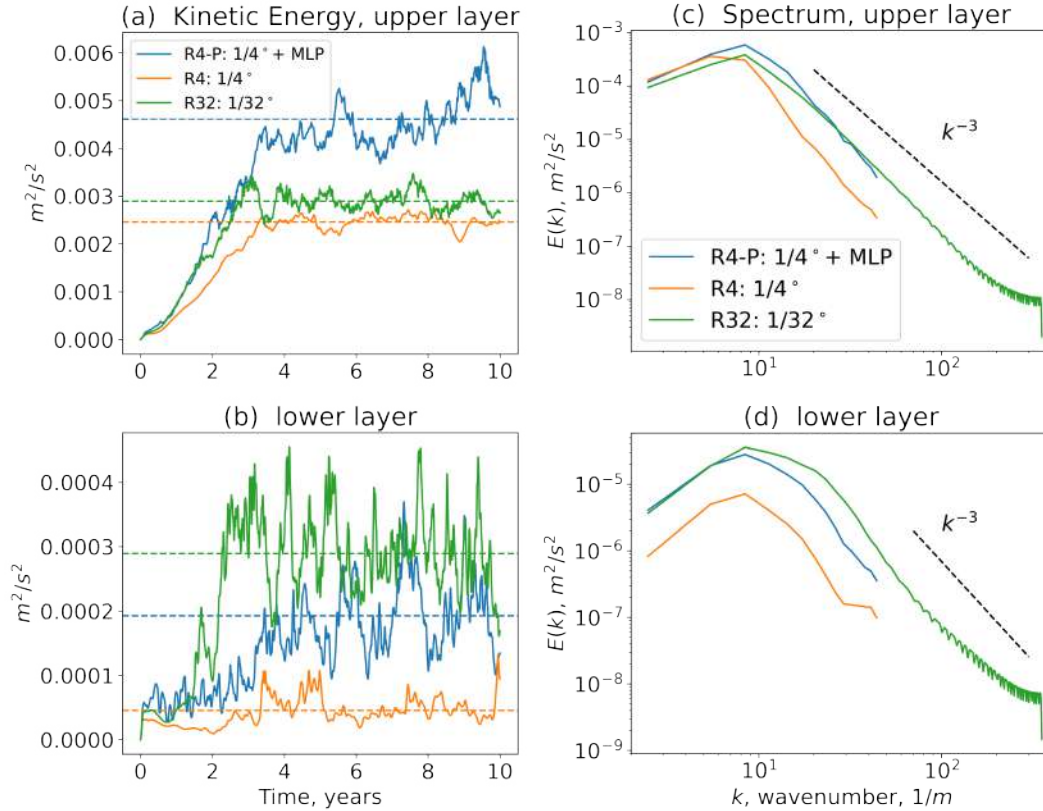 (a) Kinetic Energy, upper layer
0.006
0.005
0.004
0.003
0.002
0.001
0.000
m²/s²
R4-P: 1/4° + MLP
R4: 1/4°
R32: 1/32°
0 2 4 6 8 10
(c) Spectrum, upper layer
10⁻³
10⁻⁴
10⁻⁵
10⁻⁶
10⁻⁷
10⁻⁸
E(k), m²/s²
k⁻³
R4-P: 1/4° + MLP
R4: 1/4°
R32: 1/32°
10¹ 10²
(b) lower layer
0.0004
0.0003
0.0002
0.0001
0.0000
m²/s²
0 2 4 6 8 10
Time, years
(d) lower layer
10⁻⁵
10⁻⁶
10⁻⁷
10⁻⁸
10⁻⁹
E(k), m²/s²
k⁻³
10¹ 10²
k, wavenumber, 1/m